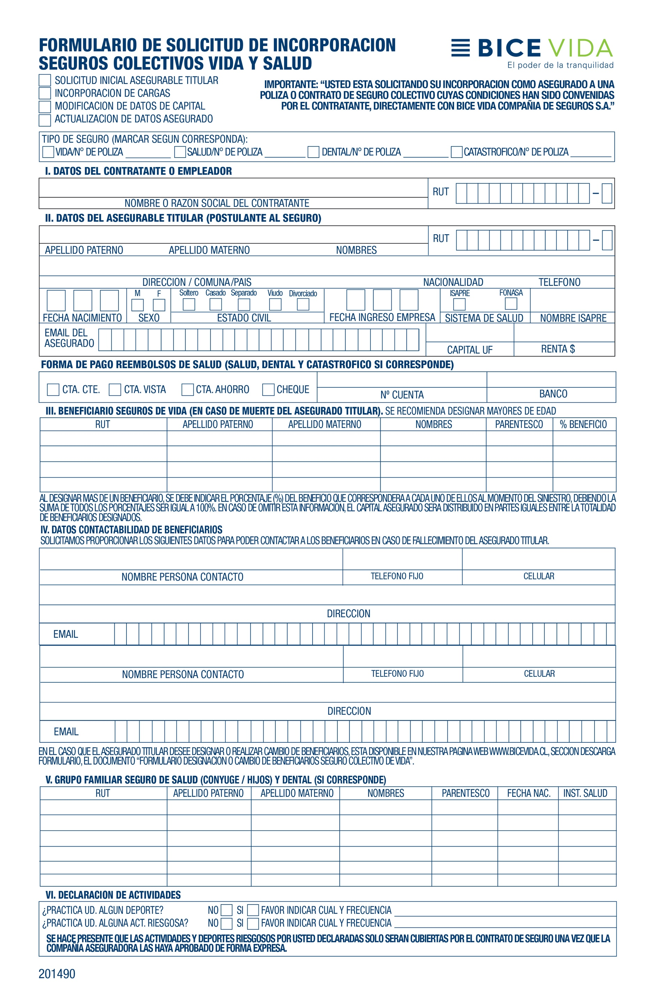 FORMULARIO DE SOLICITUD DE INCORPORACION
SEGUROS COLECTIVOS VIDA Y SALUD
BICE VIDA
El poder de la tranquilidad
SOLICITUD INICIAL ASEGURABLE TITULAR
INCORPORACION DE CARGAS
MODIFICACION DE DATOS DE CAPITAL
ACTUALIZACION DE DATOS ASEGURADO
IMPORTANTE: “USTED ESTA SOLICITANDO SU INCORPORACION COMO ASEGURADO A UNA
POLIZA O CONTRATO DE SEGURO COLECTIVO CUYAS CONDICIONES HAN SIDO CONVENIDAS
POR EL CONTRATANTE, DIRECTAMENTE CON BICE VIDA COMPAÑIA DE SEGUROS S.A.”
TIPO DE SEGURO (MARCAR SEGUN CORRESPONDA):
VIDA/N° DE POLIZA SALUD/N° DE POLIZA DENTAL/N° DE POLIZA CATASTROFICO/N° DE POLIZA
I. DATOS DEL CONTRATANTE O EMPLEADOR
RUT –
NOMBRE O RAZON SOCIAL DEL CONTRATANTE
II. DATOS DEL ASEGURABLE TITULAR (POSTULANTE AL SEGURO)
RUT –
APELLIDO PATERNO APELLIDO MATERNO NOMBRES
DIRECCION / COMUNA/PAIS NACIONALIDAD TELEFONO
M F Soltero Casado Separado Viudo Divorciado ISAPRE FONASA
FECHA NACIMIENTO SEXO ESTADO CIVIL FECHA INGRESO EMPRESA SISTEMA DE SALUD NOMBRE ISAPRE
EMAIL DEL
ASEGURADO
CAPITAL UF RENTA $
FORMA DE PAGO REEMBOLSOS DE SALUD (SALUD, DENTAL Y CATASTROFICO SI CORRESPONDE)
CTA. CTE. CTA. VISTA CTA. AHORRO CHEQUE
Nº CUENTA BANCO
III. BENEFICIARIO SEGUROS DE VIDA (EN CASO DE MUERTE DEL ASEGURADO TITULAR). SE RECOMIENDA DESIGNAR MAYORES DE EDAD
RUT APELLIDO PATERNO APELLIDO MATERNO NOMBRES PARENTESCO % BENEFICIO
AL DESIGNAR MAS DE UN BENEFICIARIO, SE DEBE INDICAR EL PORCENTAJE (%) DEL BENEFICIO QUE CORRESPONDERA A CADA UNO DE ELLOS AL MOMENTO DEL SINIESTRO, DEBIENDO LA
SUMA DE TODOS LOS PORCENTAJES SER IGUAL A 100%. EN CASO DE OMITIR ESTA INFORMACION, EL CAPITAL ASEGURADO SERA DISTRIBUIDO EN PARTES IGUALES ENTRE LA TOTALIDAD
DE BENEFICIARIOS DESIGNADOS.
IV. DATOS CONTACTABILIDAD DE BENEFICIARIOS
SOLICITAMOS PROPORCIONAR LOS SIGUIENTES DATOS PARA PODER CONTACTAR A LOS BENEFICIARIOS EN CASO DE FALLECIMIENTO DEL ASEGURADO TITULAR.
NOMBRE PERSONA CONTACTO TELEFONO FIJO CELULAR
DIRECCION
EMAIL
NOMBRE PERSONA CONTACTO TELEFONO FIJO CELULAR
DIRECCION
EMAIL
EN EL CASO QUE EL ASEGURADO TITULAR DESEE DESIGNAR O REALIZAR CAMBIO DE BENEFICIARIOS, ESTA DISPONIBLE EN NUESTRA PAGINA WEB WWW.BICEVIDA.CL, SECCION DESCARGA
FORMULARIO, EL DOCUMENTO “FORMULARIO DESIGNACION O CAMBIO DE BENEFICIARIOS SEGURO COLECTIVO DE VIDA”.
V. GRUPO FAMILIAR SEGURO DE SALUD (CONYUGE / HIJOS) Y DENTAL (SI CORRESPONDE)
RUT APELLIDO PATERNO APELLIDO MATERNO NOMBRES PARENTESCO FECHA NAC. INST. SALUD
VI. DECLARACION DE ACTIVIDADES
¿PRACTICA UD. ALGUN DEPORTE? NO SI FAVOR INDICAR CUAL Y FRECUENCIA
¿PRACTICA UD. ALGUNA ACT. RIESGOSA? NO SI FAVOR INDICAR CUAL Y FRECUENCIA
SE HACE PRESENTE QUE LAS ACTIVIDADES Y DEPORTES RIESGOSOS POR USTED DECLARADAS SOLO SERAN CUBIERTAS POR EL CONTRATO DE SEGURO UNA VEZ QUE LA
COMPAÑÍA ASEGURADORA LAS HAYA APROBADO DE FORMA EXPRESA.
201490